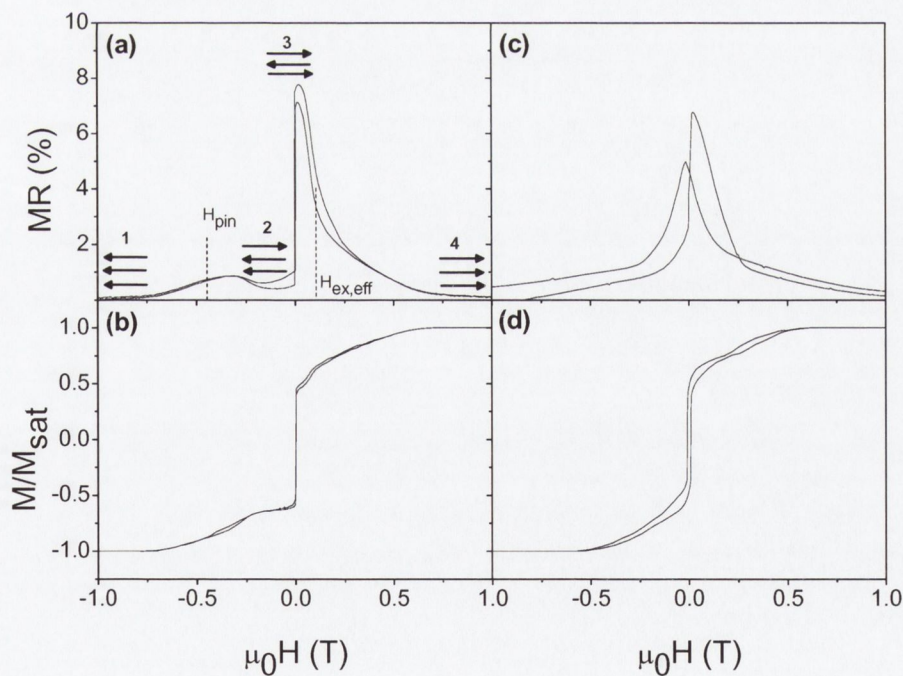 10
8
6
4
2
MR (%)
(a)
3
1
H_pin
2
H_ex,eff
4
(c)
1.0
0.5
0.0
-0.5
-1.0
M/M_sat
(b)
(d)
-1.0 -0.5 0.0 0.5 1.0 -0.5 0.0 0.5 1.0
μ₀H (T) μ₀H (T)